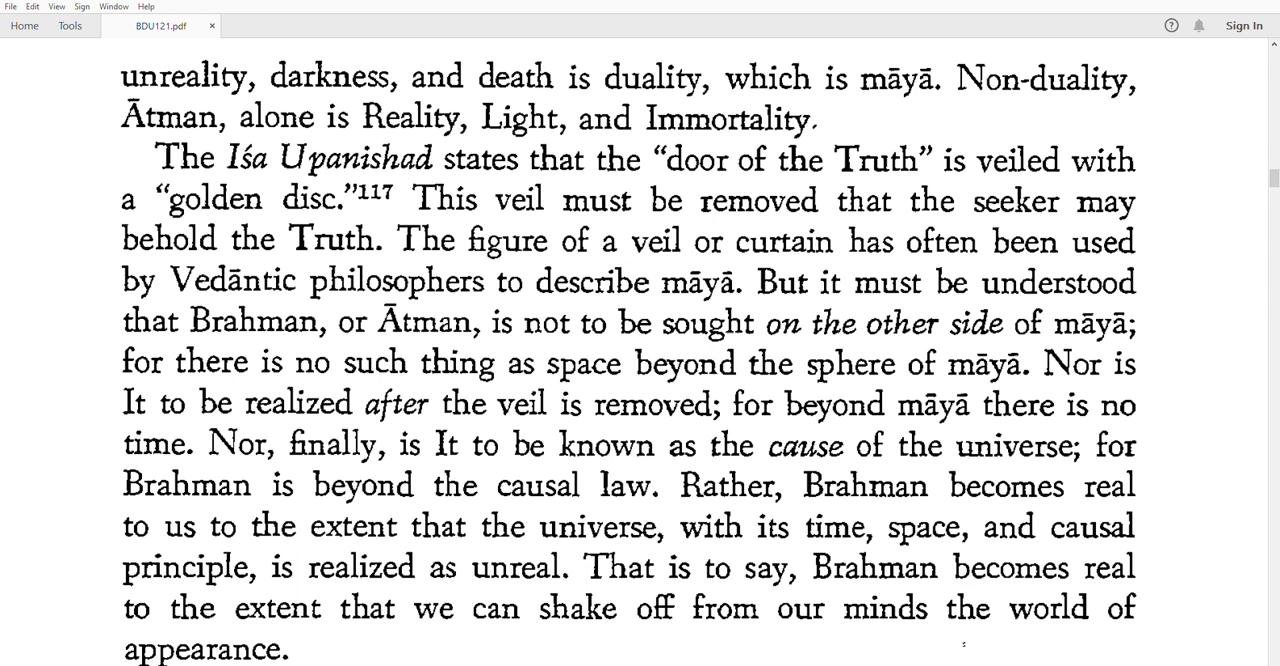 File Edit View Sign Window Help
Home Tools BDU121.pdf × ? Sign In
unreality, darkness, and death is duality, which is māyā. Non-duality,
Ātman, alone is Reality, Light, and Immortality.
The Iśa Upanishad states that the “door of the Truth” is veiled with
a “golden disc.”117 This veil must be removed that the seeker may
behold the Truth. The figure of a veil or curtain has often been used
by Vedāntic philosophers to describe māyā. But it must be understood
that Brahman, or Ātman, is not to be sought on the other side of māyā;
for there is no such thing as space beyond the sphere of māyā. Nor is
It to be realized after the veil is removed; for beyond māyā there is no
time. Nor, finally, is It to be known as the cause of the universe; for
Brahman is beyond the causal law. Rather, Brahman becomes real
to us to the extent that the universe, with its time, space, and causal
principle, is realized as unreal. That is to say, Brahman becomes real
to the extent that we can shake off from our minds the world of
appearance.